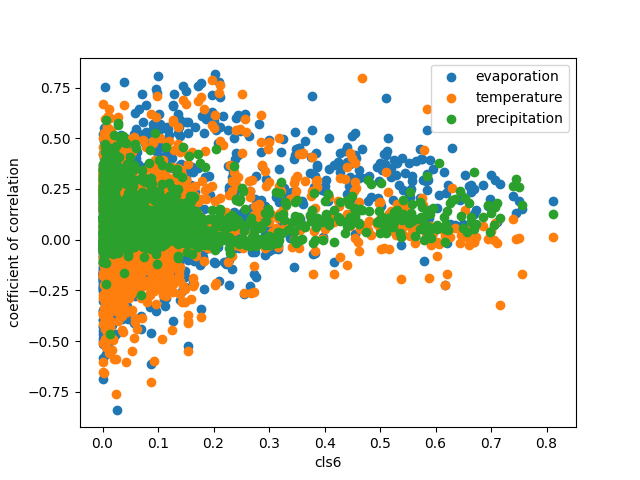 evaporation
temperature
precipitation
0.75
0.50
0.25
0.00
−0.25
−0.50
−0.75
coefficient of correlation
0.0 0.1 0.2 0.3 0.4 0.5 0.6 0.7 0.8
cls6